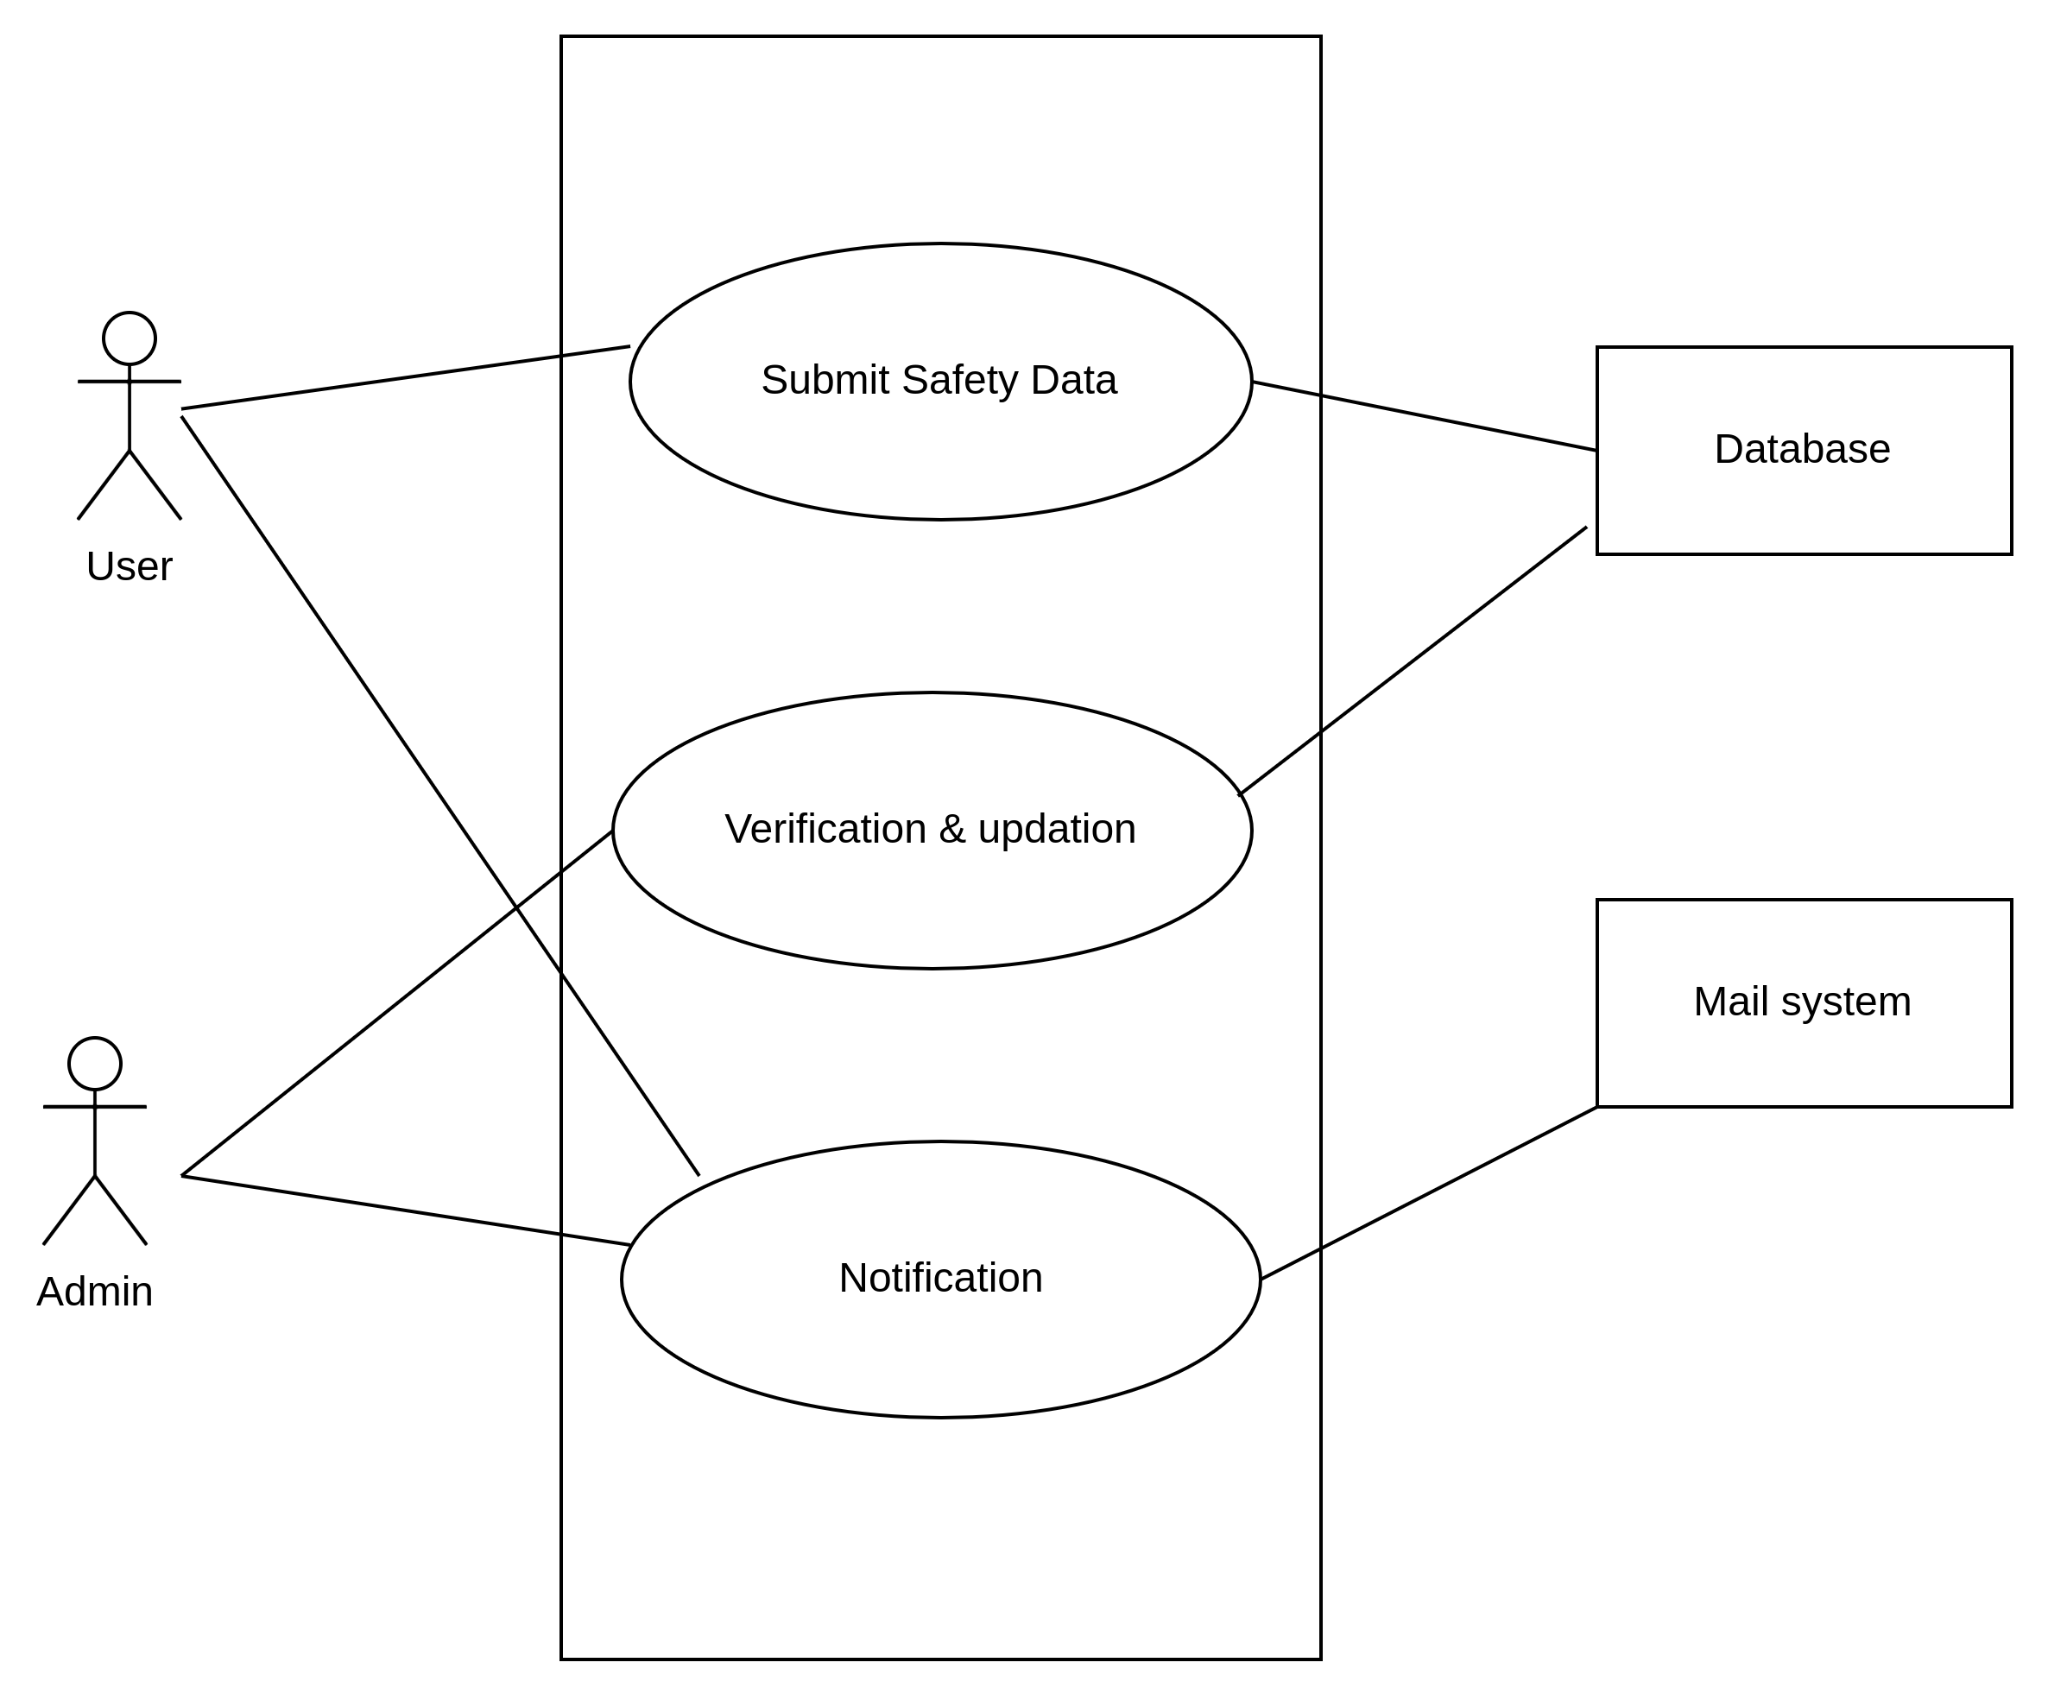 Submit Safety Data
Database
User
Verification & updation
Mail system
Notification
Admin